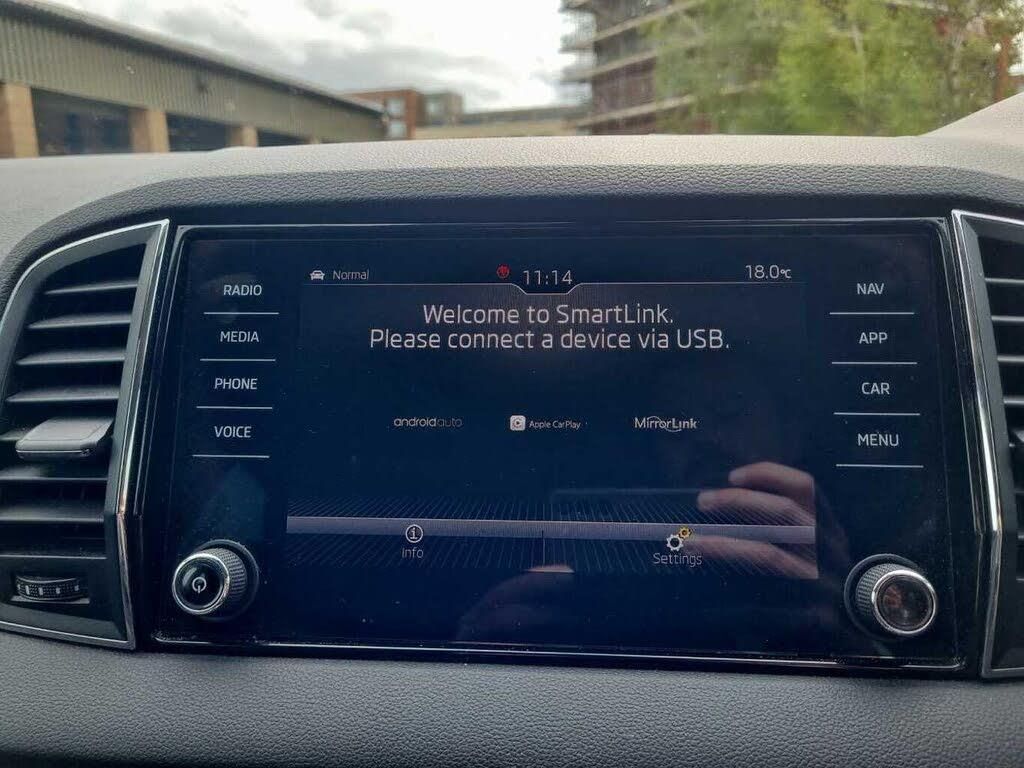 Normal
11:14
18.0°C
RADIO
MEDIA
PHONE
VOICE
Welcome to SmartLink.
Please connect a device via USB.
androidauto
Apple CarPlay
MirrorLink
NAV
APP
CAR
MENU
Info
Settings